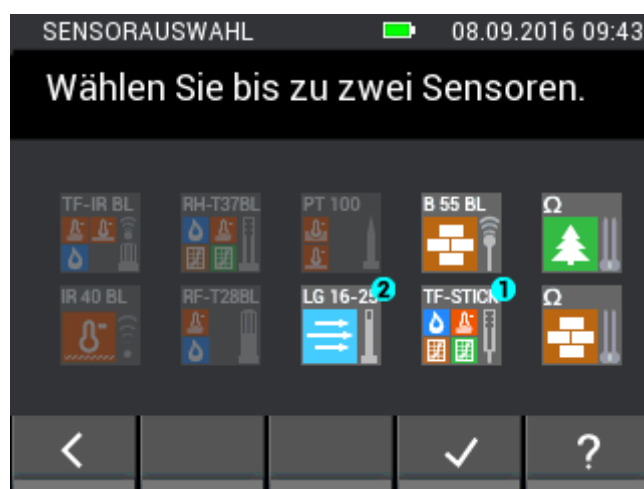 SENSORAUSWAHL 08.09.2016 09:43
Wählen Sie bis zu zwei Sensoren.
TF-IR BL RH-T37BL PT 100 B 55 BL Ω
IR 40 BL RF-T28BL LG 16-25 2 TF-STICK 1 Ω
?